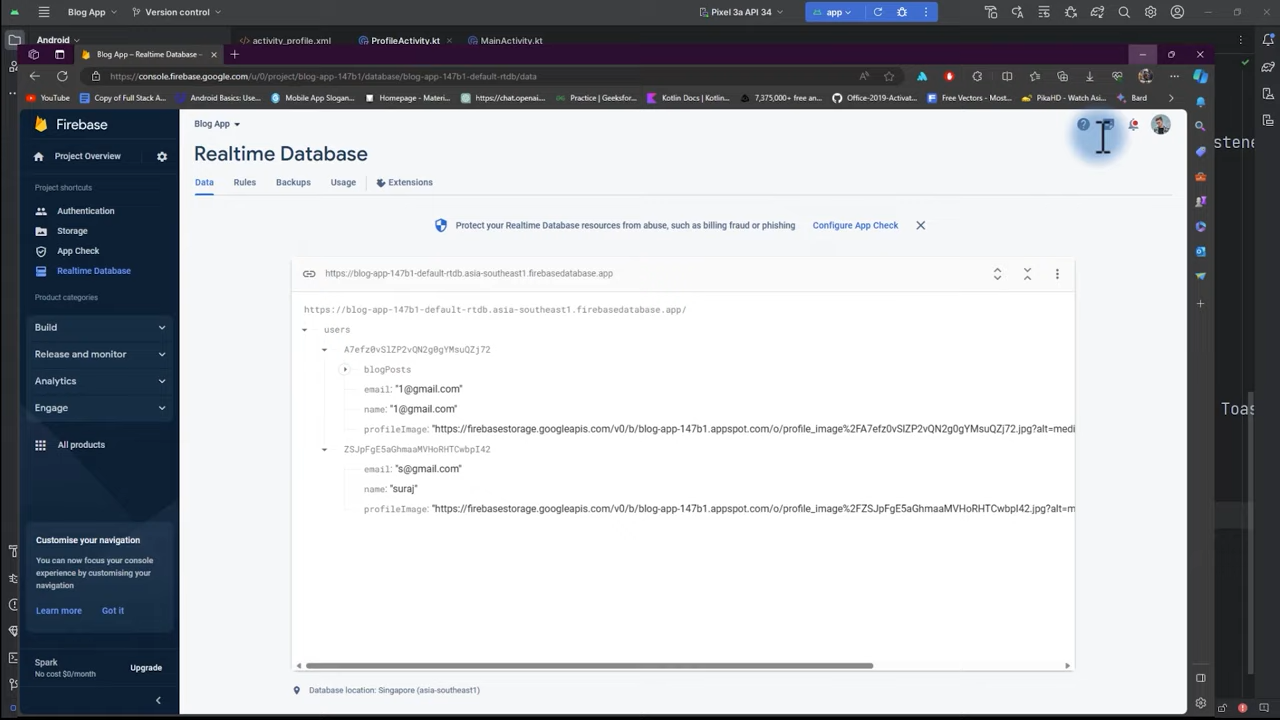 Blog App
Version control
Pixel 3a API 34
app
Android
activity_profile.xml
ProfileActivity.kt
MainActivity.kt
Blog App – Realtime Database –
https://console.firebase.google.com/u/0/project/blog-app-147b1/database/blog-app-147b1-default-rtdb/data
YouTube
Copy of Full Stack A...
Android Basics: Use...
Mobile App Slogan...
Homepage - Materi...
https://chat.openai....
Practice | Geeksfor...
Kotlin Docs | Kotlin...
7,375,000+ free an...
Office-2019-Activat...
Free Vectors - Most...
PikaHD - Watch Asi...
Bard
Firebase
Blog App
Project Overview
Realtime Database
Project shortcuts
Data
Rules
Backups
Usage
Extensions
Authentication
Storage
App Check
Realtime Database
Protect your Realtime Database resources from abuse, such as billing fraud or phishing
Configure App Check
Product categories
Build
Release and monitor
Analytics
Engage
All products
https://blog-app-147b1-default-rtdb.asia-southeast1.firebasedatabase.app
https://blog-app-147b1-default-rtdb.asia-southeast1.firebasedatabase.app/
users
A7efz0vSlZP2vQN2g0gYMsuQZj72
blogPosts
email: "1@gmail.com"
name: "1@gmail.com"
profileImage: "https://firebasestorage.googleapis.com/v0/b/blog-app-147b1.appspot.com/o/profile_image%2FA7efz0vSlZP2vQN2g0gYMsuQZj72.jpg?alt=medi
ZSJpFgE5aGhmaaMVHoRHTCwbpI42
email: "s@gmail.com"
name: "suraj"
profileImage: "https://firebasestorage.googleapis.com/v0/b/blog-app-147b1.appspot.com/o/profile_image%2FZSJpFgE5aGhmaaMVHoRHTCwbpI42.jpg?alt=m
Customise your navigation
You can now focus your console
experience by customising your
navigation
Learn more
Got it
Spark
No cost $0/month
Upgrade
Database location: Singapore (asia-southeast1)
stene
Toas